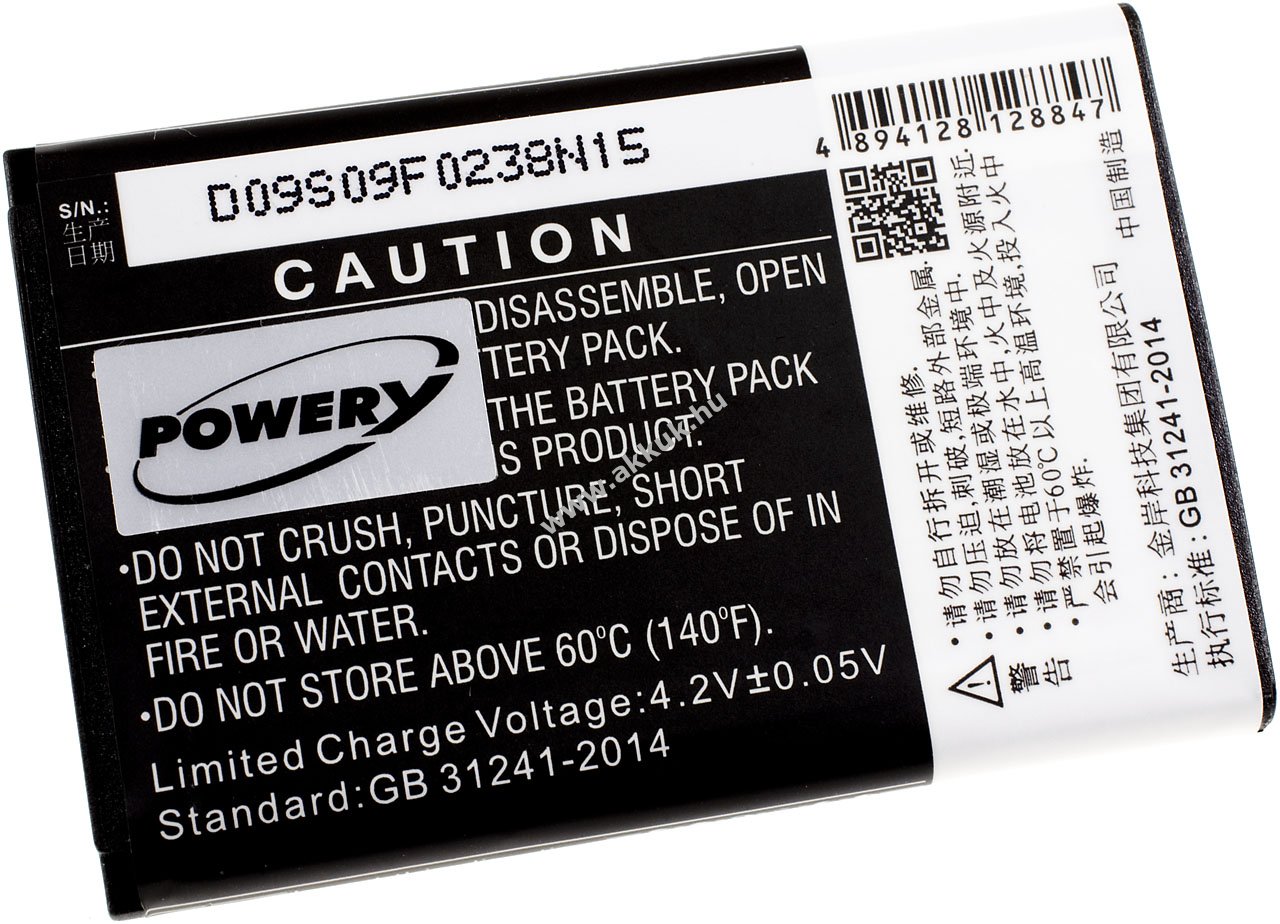 S/N.:
生产
日期
D09S09F0238N15
CAUTION
DISASSEMBLE, OPEN
TERY PACK.
THE BATTERY PACK
S PRODUCT.
POWERY
•DO NOT CRUSH, PUNCTURE, SHORT
EXTERNAL CONTACTS OR DISPOSE OF IN
FIRE OR WATER.
•DO NOT STORE ABOVE 60°C (140°F).
Limited Charge Voltage:4.2V±0.05V
Standard:GB 31241-2014
www.akkuk.hu
4 894128 128847
警告
•请勿自行拆开或维修.
•请勿压迫,刺破,短路外部金属.
•请勿放在潮湿或极端环境中.
•请勿将电池放在水中,火中及火源附近.
•严禁置于60℃以上高温环境,投入火中
会引起爆炸.
生产商: 金岸科技集团有限公司
执行标准: GB 31241-2014
中国制造